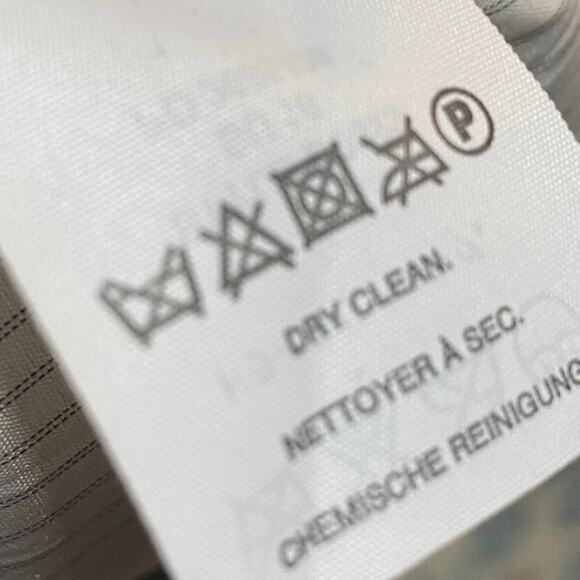 P
DRY CLEAN.
NETTOYER À SEC.
CHEMISCHE REINIGUNG